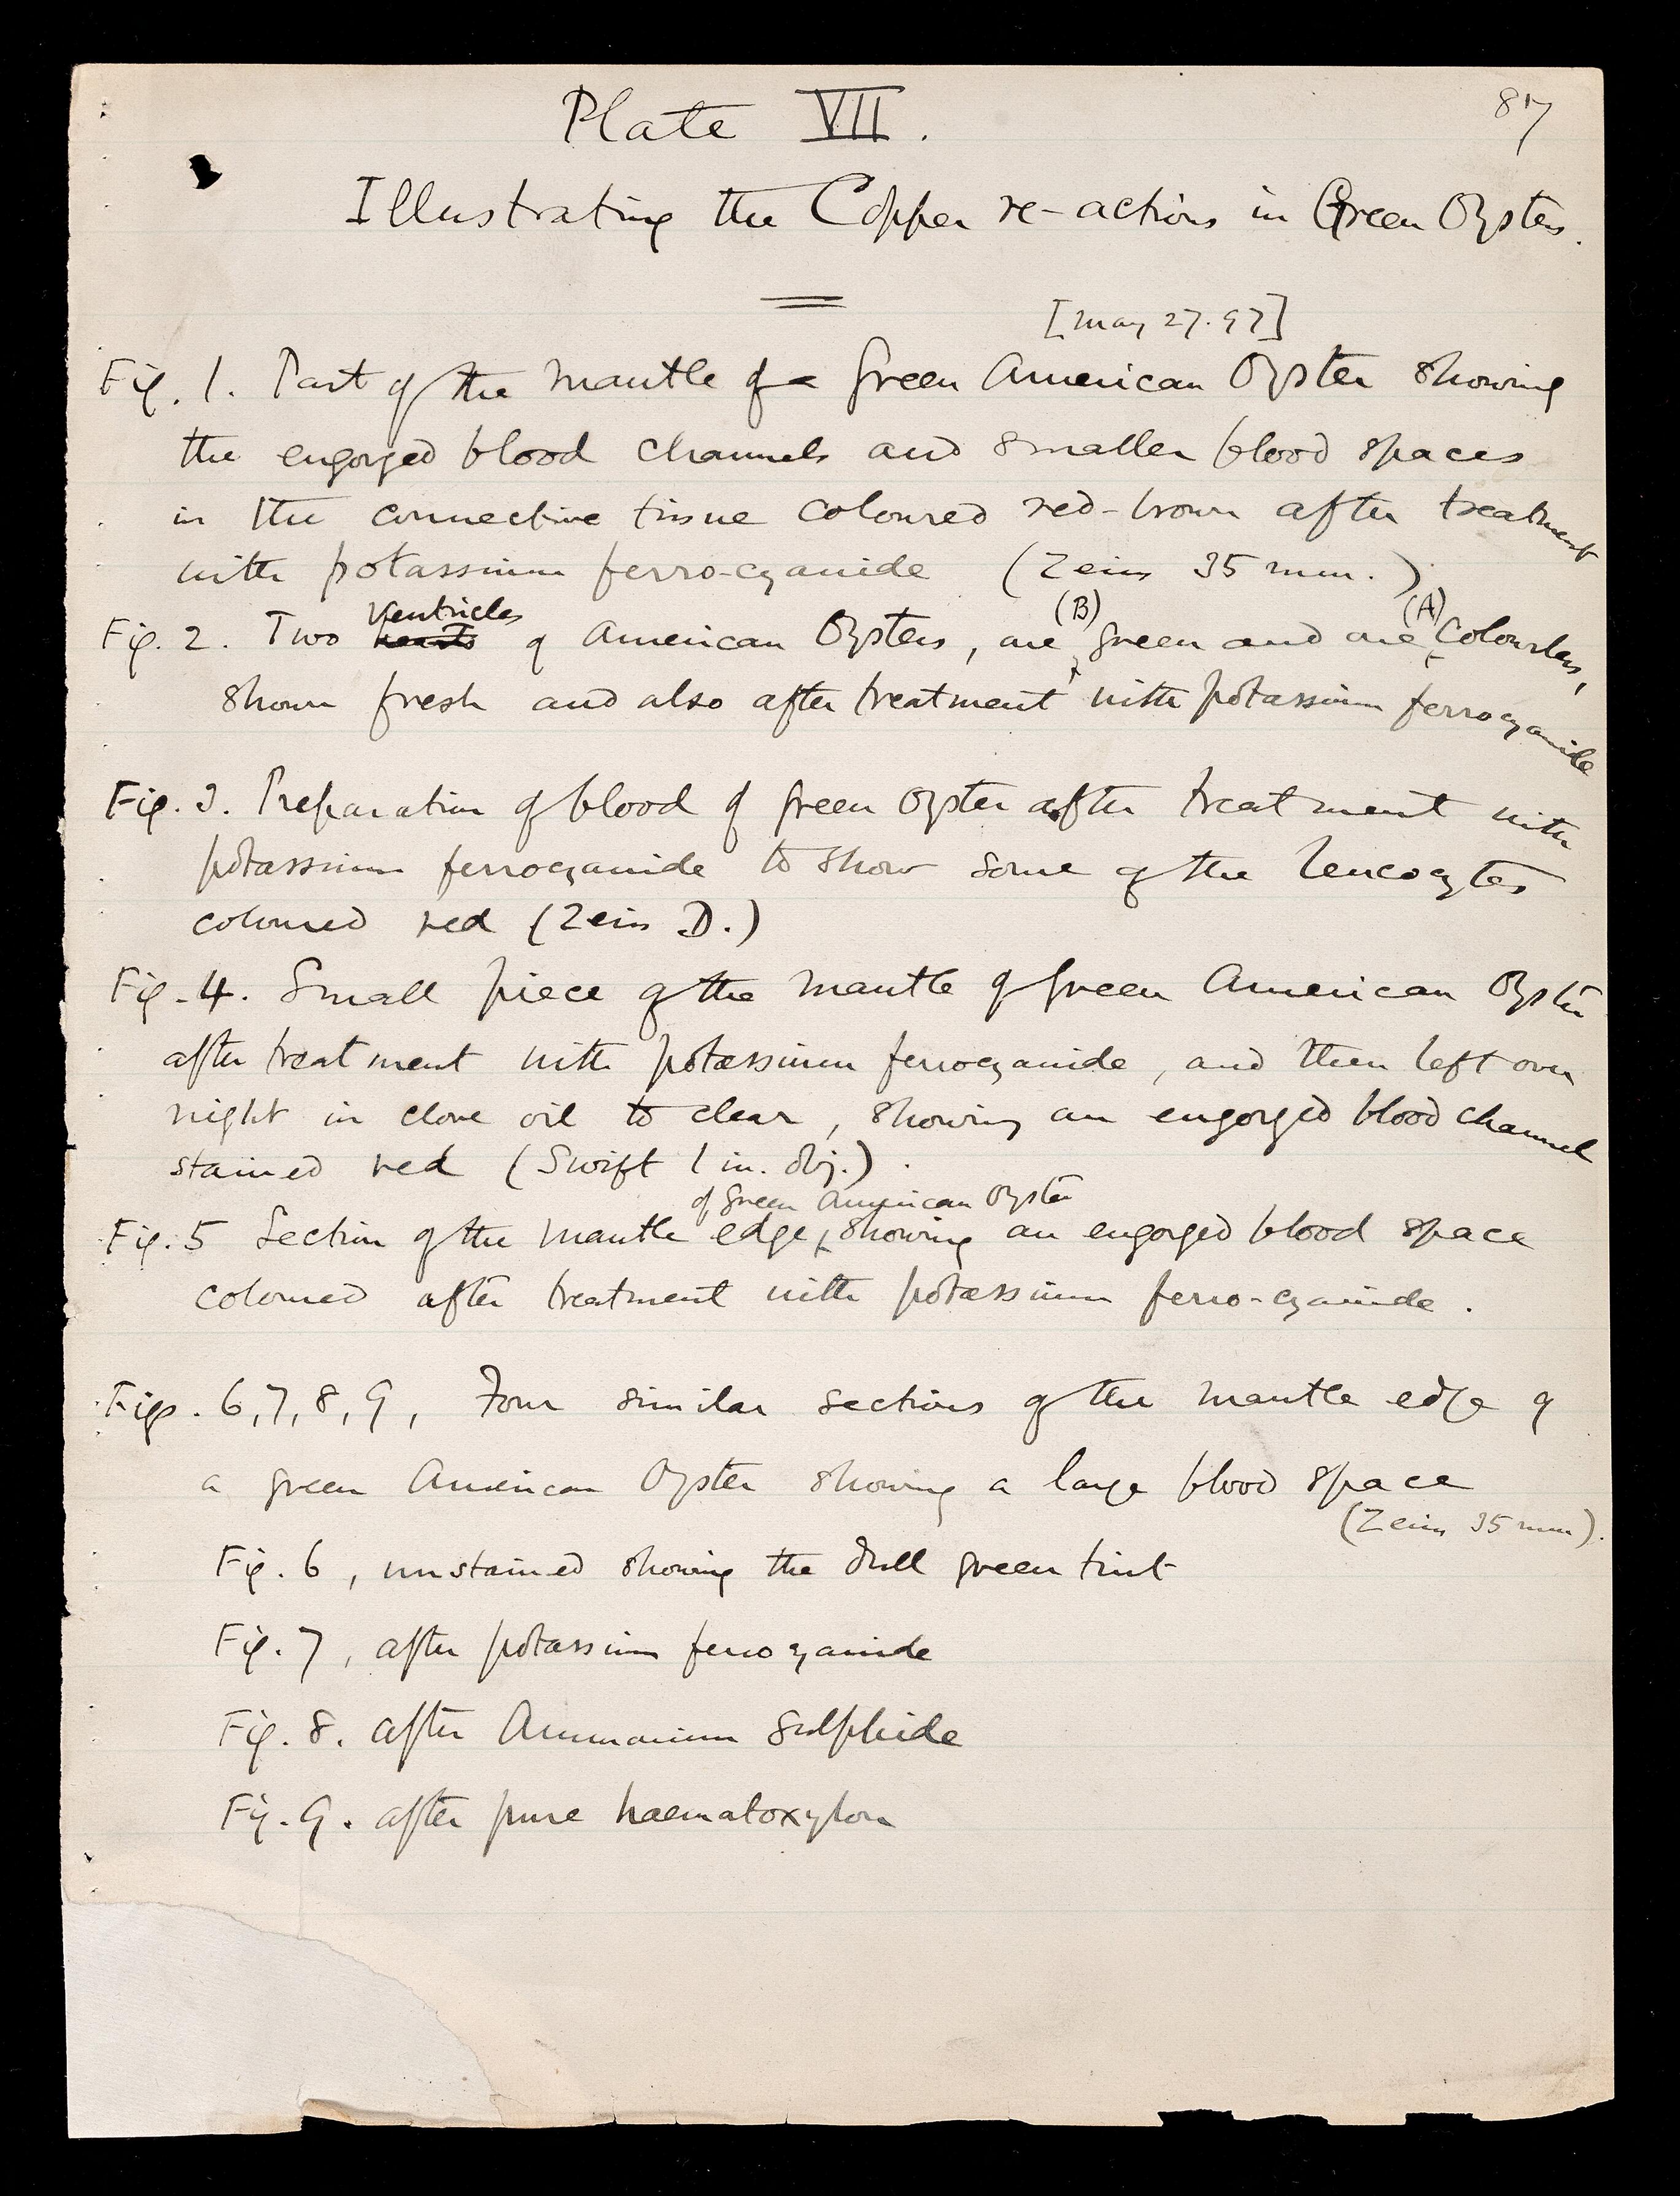 87
Plate VII.
Illustrating the Copper re-actions in Green Oysters.
[May 27. 97]
Fig. 1. Part of the mantle of a green American Oyster showing
the engorged blood channels and smaller blood spaces
in the connective tissue coloured red-brown after treatment
with potassium ferro-cyanide (Zeiss 35 mm.)
ventricles (B) (A)
Fig. 2. Two hearts of American Oysters, one green and one colourless,
shown fresh and also after treatment with potassium ferrocyanide
Fig. 3. Preparation of blood of green oyster after treatment with
potassium ferrocyanide to show some of the leucocytes
coloured red (Zeiss D.)
Fig. 4. Small piece of the mantle of green American Oyster
after treatment with potassium ferrocyanide, and then left over
night in clove oil to clear, showing an engorged blood channel
stained red (Swift 1 in. obj.).
of green American Oyster
Fig. 5 Section of the mantle edge, showing an engorged blood space
coloured after treatment with potassium ferro-cyanide.
Figs. 6, 7, 8, 9, Four similar sections of the mantle edge of
a green American Oyster showing a large blood space
(Zeiss 35 mm).
Fig. 6, unstained showing the dull green tint
Fig. 7, after potassium ferrocyanide
Fig. 8. after Ammonium sulphide
Fig. 9. after pure haematoxylon